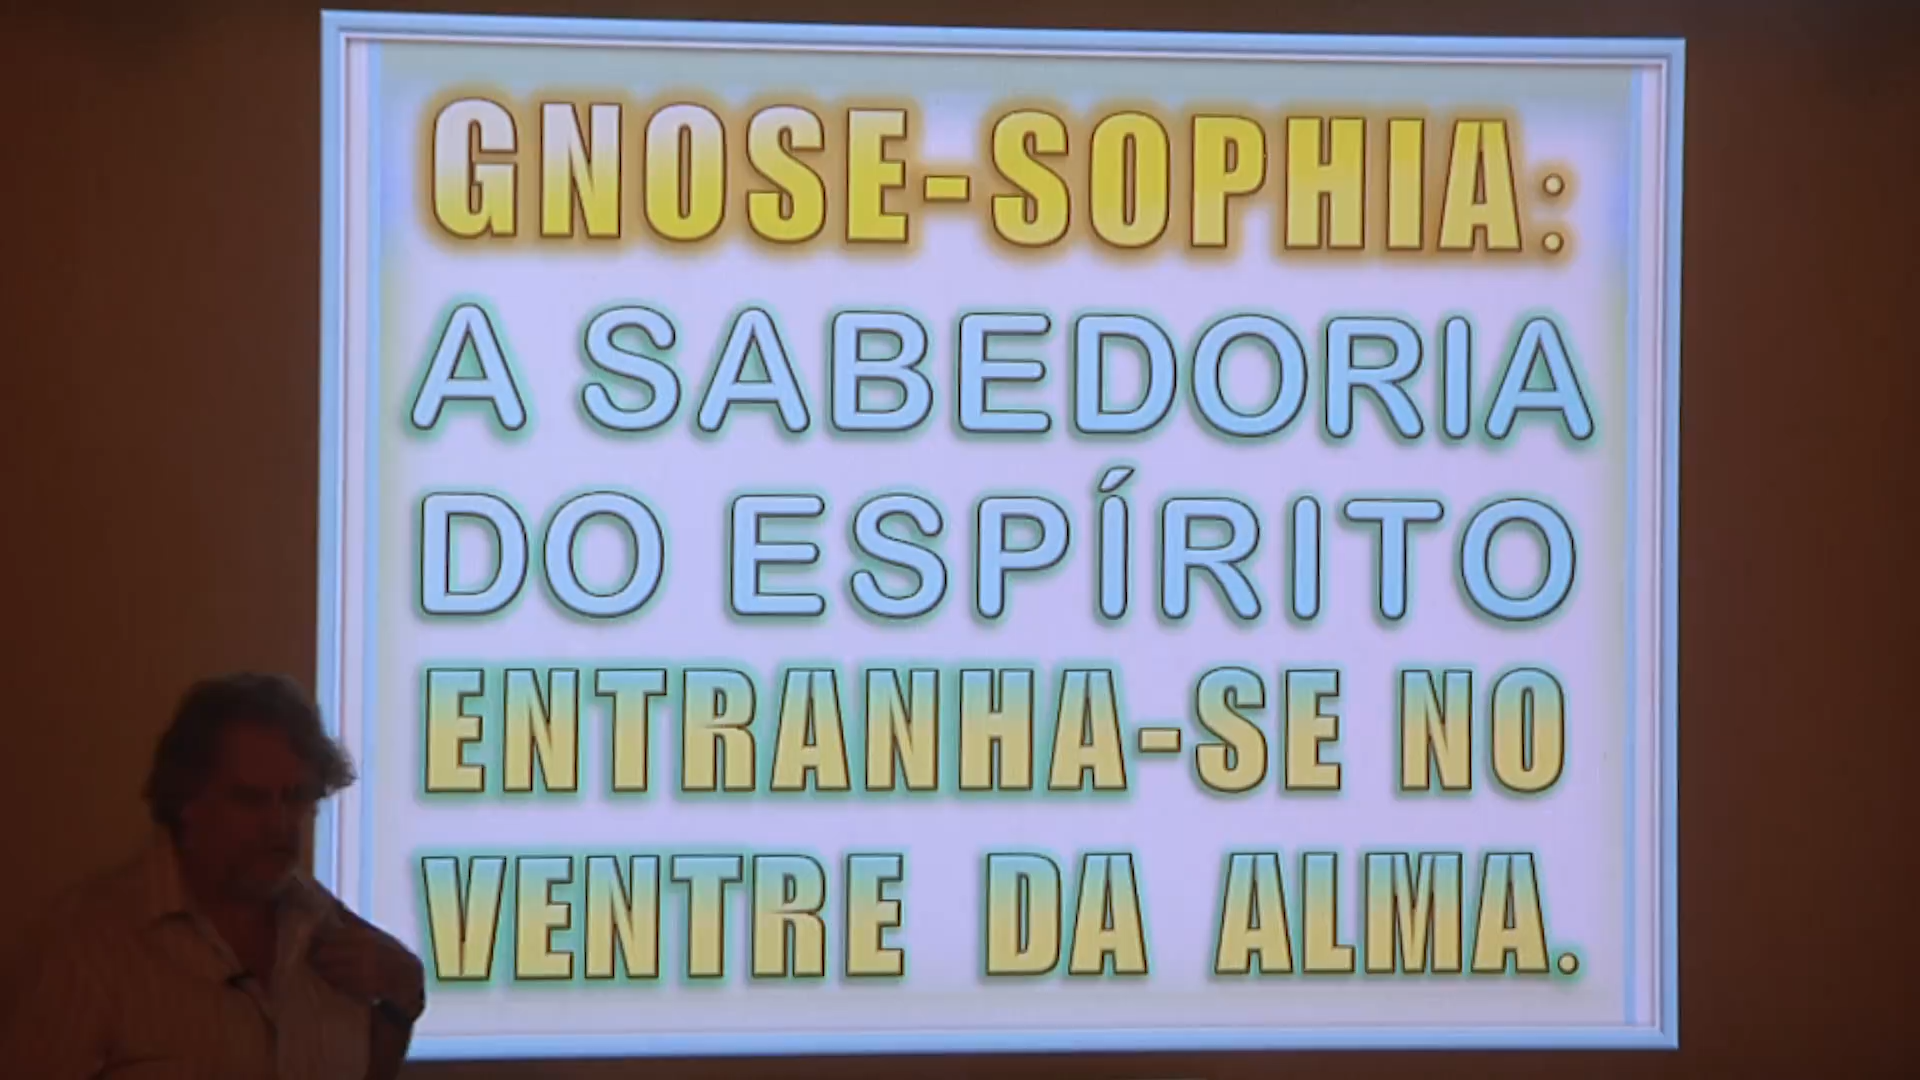 GNOSE-SOPHIA:
A SABEDORIA
DO ESPÍRITO
ENTRANHA-SE NO
VENTRE DA ALMA.